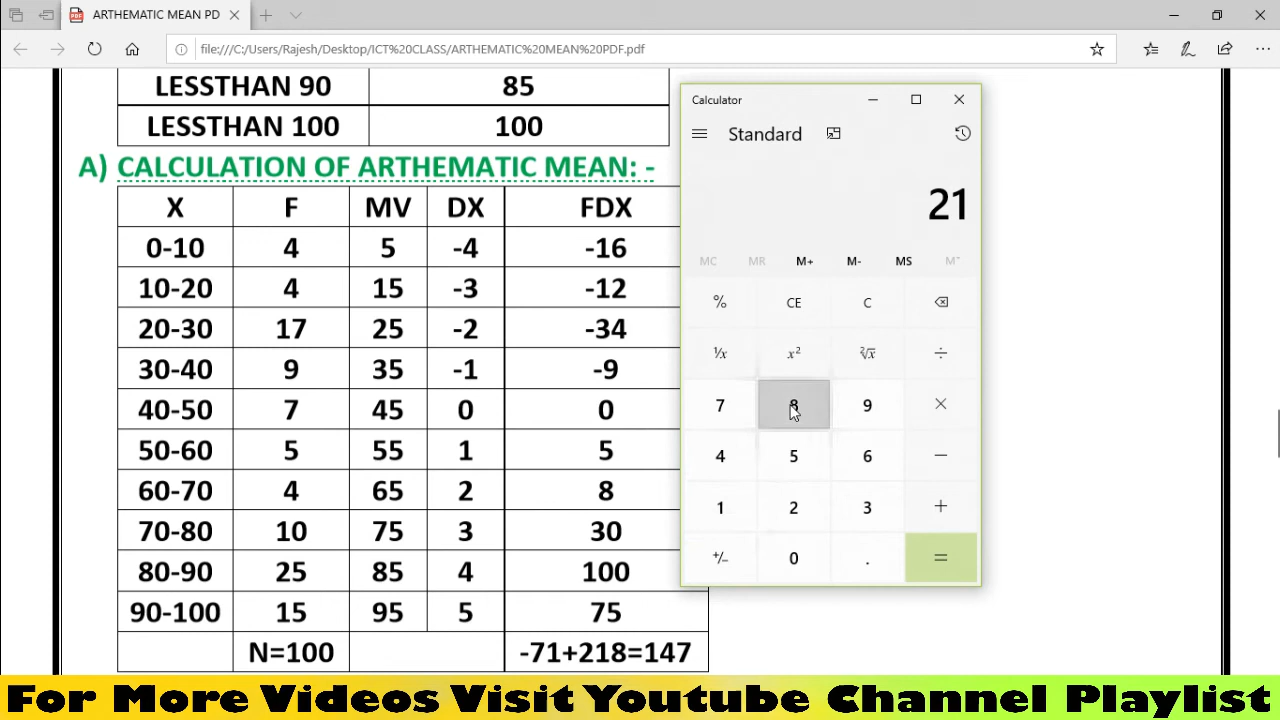 ARTHEMATIC MEAN PD
file:///C:/Users/Rajesh/Desktop/ICT%20CLASS/ARTHEMATIC%20MEAN%20PDF.pdf
LESSTHAN 90 85
LESSTHAN 100 100
A) CALCULATION OF ARTHEMATIC MEAN: -
X F MV DX FDX
0-10 4 5 -4 -16
10-20 4 15 -3 -12
20-30 17 25 -2 -34
30-40 9 35 -1 -9
40-50 7 45 0 0
50-60 5 55 1 5
60-70 4 65 2 8
70-80 10 75 3 30
80-90 25 85 4 100
90-100 15 95 5 75
N=100 -71+218=147
Calculator
Standard
21
MC MR M+ M- MS M˅
% CE C
⅟x x² ²√x ÷
7 8 9 ×
4 5 6 −
1 2 3 +
+/− 0 . =
For More Videos Visit Youtube Channel Playlist